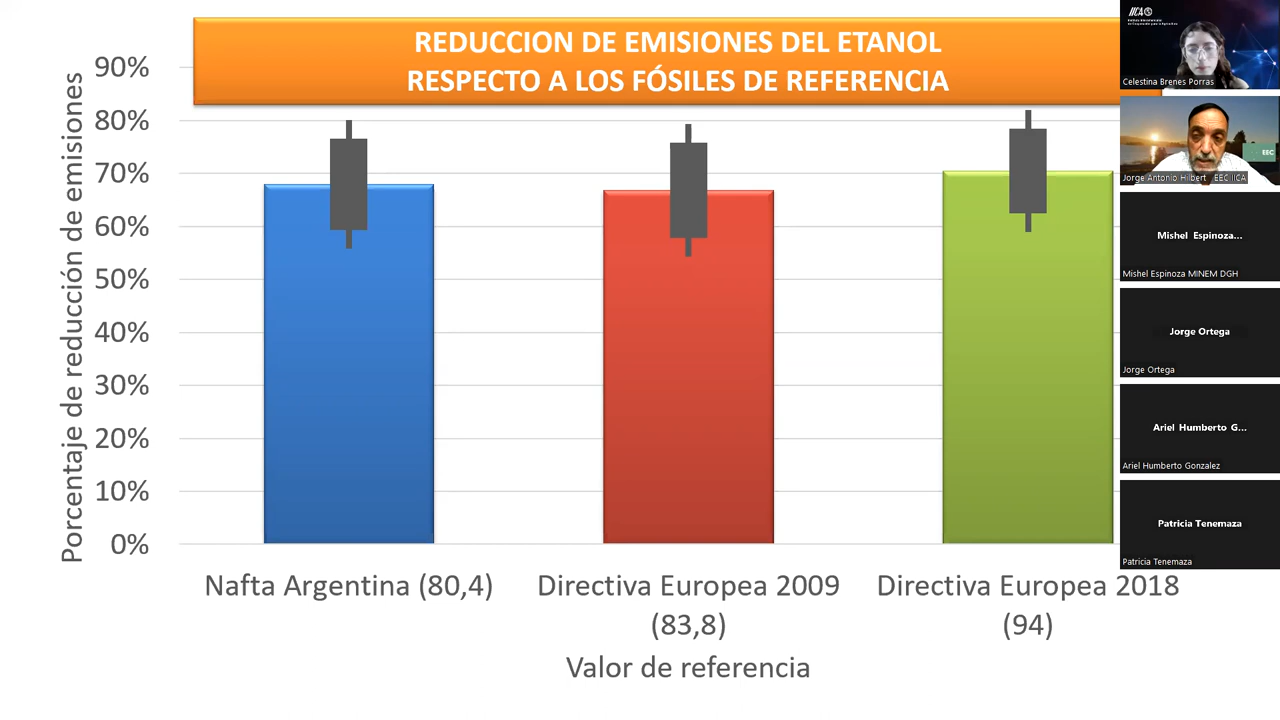 REDUCCION DE EMISIONES DEL ETANOL
RESPECTO A LOS FÓSILES DE REFERENCIA
Porcentaje de reducción de emisiones
90%
80%
70%
60%
50%
40%
30%
20%
10%
0%
Nafta Argentina (80,4)
Directiva Europea 2009
(83,8)
Directiva Europea 2018
(94)
Valor de referencia
IICA
Celestina Brenes Porras
EEC
Jorge Antonio Hilbert EEC IICA
Mishel Espinoza...
Mishel Espinoza MINEM DGH
Jorge Ortega
Jorge Ortega
Ariel Humberto G...
Ariel Humberto Gonzalez
Patricia Tenemaza
Patricia Tenemaza